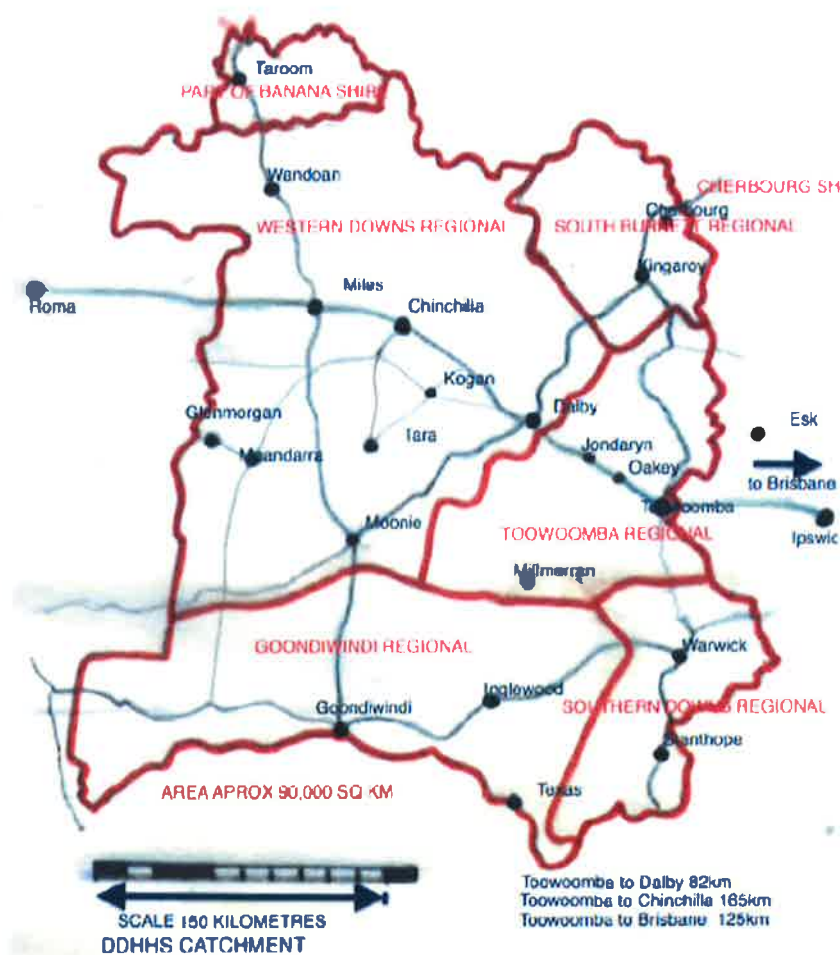 Taroom
PART OF BANANA SHIRE
Wandoan
CHERBOURG SH
Cherbourg
WESTERN DOWNS REGIONAL
SOUTH BURNETT REGIONAL
Kingaroy
Roma
Miles
Chinchilla
Kogan
Glenmorgan
Dalby
Esk
Tara
Meandarra
Jondaryn
Oakey
to Brisbane
Toowoomba
Moonie
TOOWOOMBA REGIONAL
Ipswic
Millmerran
GOONDIWINDI REGIONAL
Warwick
Inglewood
SOUTHERN DOWNS REGIONAL
Goondiwindi
Stanthope
AREA APROX 90,000 SQ KM
Texas
Toowoomba to Dalby 82km
Toowoomba to Chinchilla 165km
Toowoomba to Brisbane 125km
SCALE 150 KILOMETRES
DDHHS CATCHMENT